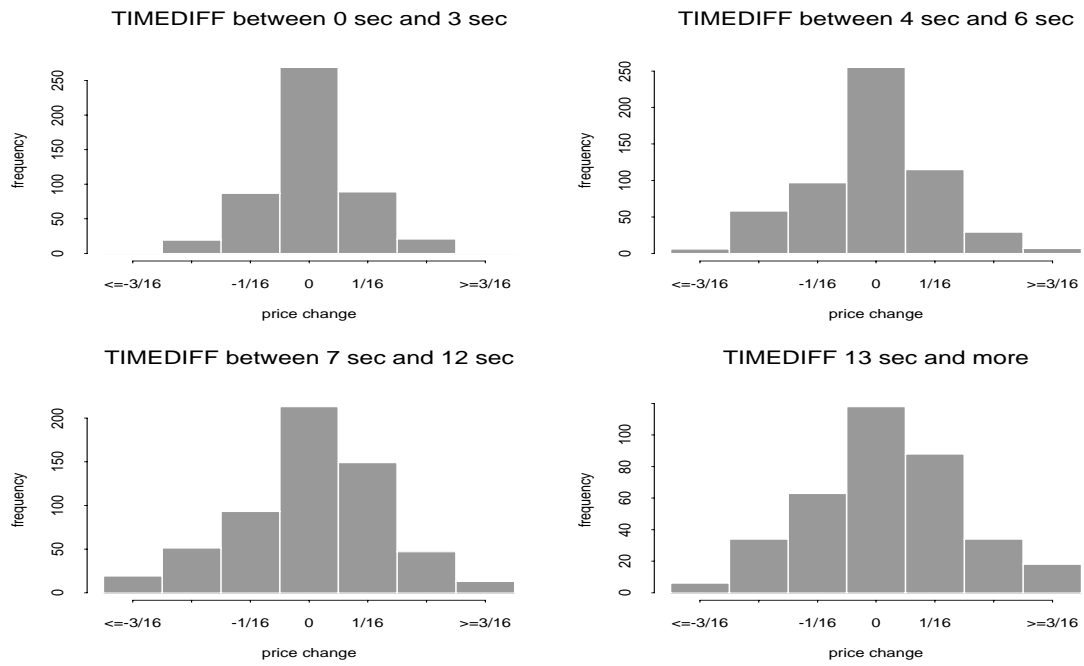 TIMEDIFF between 0 sec and 3 sec
frequency
0 50 100 150 200 250
<=-3/16 -1/16 0 1/16 >=3/16
price change
TIMEDIFF between 4 sec and 6 sec
frequency
0 50 100 150 200 250
<=-3/16 -1/16 0 1/16 >=3/16
price change
TIMEDIFF between 7 sec and 12 sec
frequency
0 50 100 150 200
<=-3/16 -1/16 0 1/16 >=3/16
price change
TIMEDIFF 13 sec and more
frequency
0 20 40 60 80 100
<=-3/16 -1/16 0 1/16 >=3/16
price change